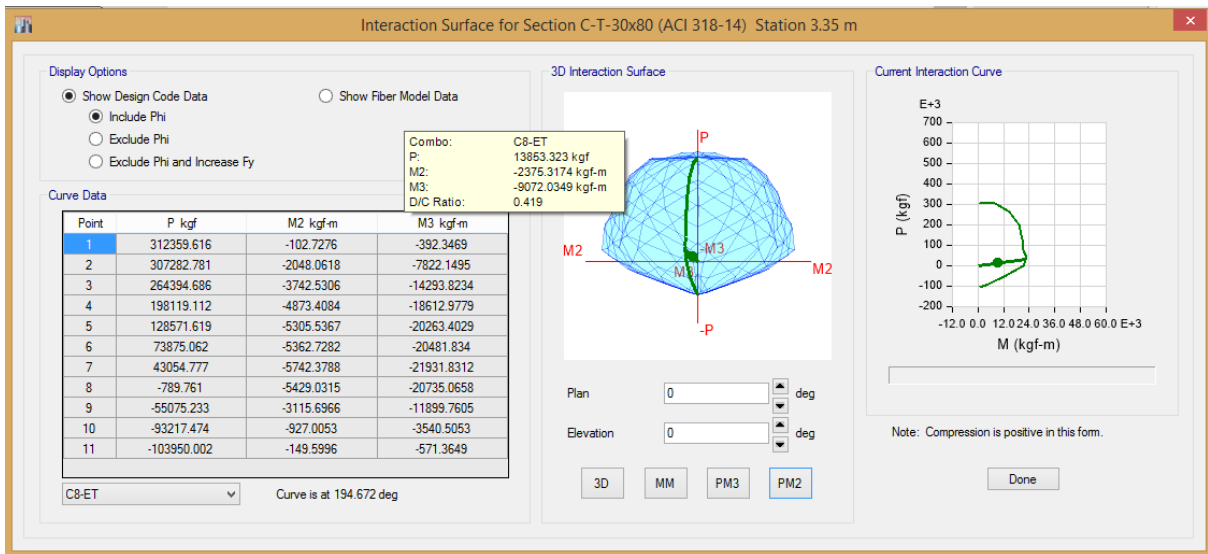 Interaction Surface for Section C-T-30x80 (ACI 318-14) Station 3.35 m
Display Options
Show Design Code Data
Show Fiber Model Data
Include Phi
Exclude Phi
Exclude Phi and Increase Fy
Combo: C8-ET
P: 13853.323 kgf
M2: -2375.3174 kgf-m
M3: -9072.0349 kgf-m
D/C Ratio: 0.419
Curve Data
Point P kgf M2 kgf-m M3 kgf-m
1 312359.616 -102.7276 -392.3469
2 307282.781 -2048.0618 -7822.1495
3 264394.686 -3742.5306 -14293.8234
4 198119.112 -4873.4084 -18612.9779
5 128571.619 -5305.5367 -20263.4029
6 73875.062 -5362.7282 -20481.834
7 43054.777 -5742.3788 -21931.8312
8 -789.761 -5429.0315 -20735.0658
9 -55075.233 -3115.6966 -11899.7605
10 -93217.474 -927.0053 -3540.5053
11 -103950.002 -149.5996 -571.3649
C8-ET
Curve is at 194.672 deg
3D Interaction Surface
P
M2
-M3
M3
M2
-P
Plan 0 deg
Elevation 0 deg
3D MM PM3 PM2
Current Interaction Curve
E+3
700
600
500
400
300
200
100
0
-100
-200
P (kgf)
-12.0 0.0 12.0 24.0 36.0 48.0 60.0 E+3
M (kgf-m)
Note: Compression is positive in this form.
Done